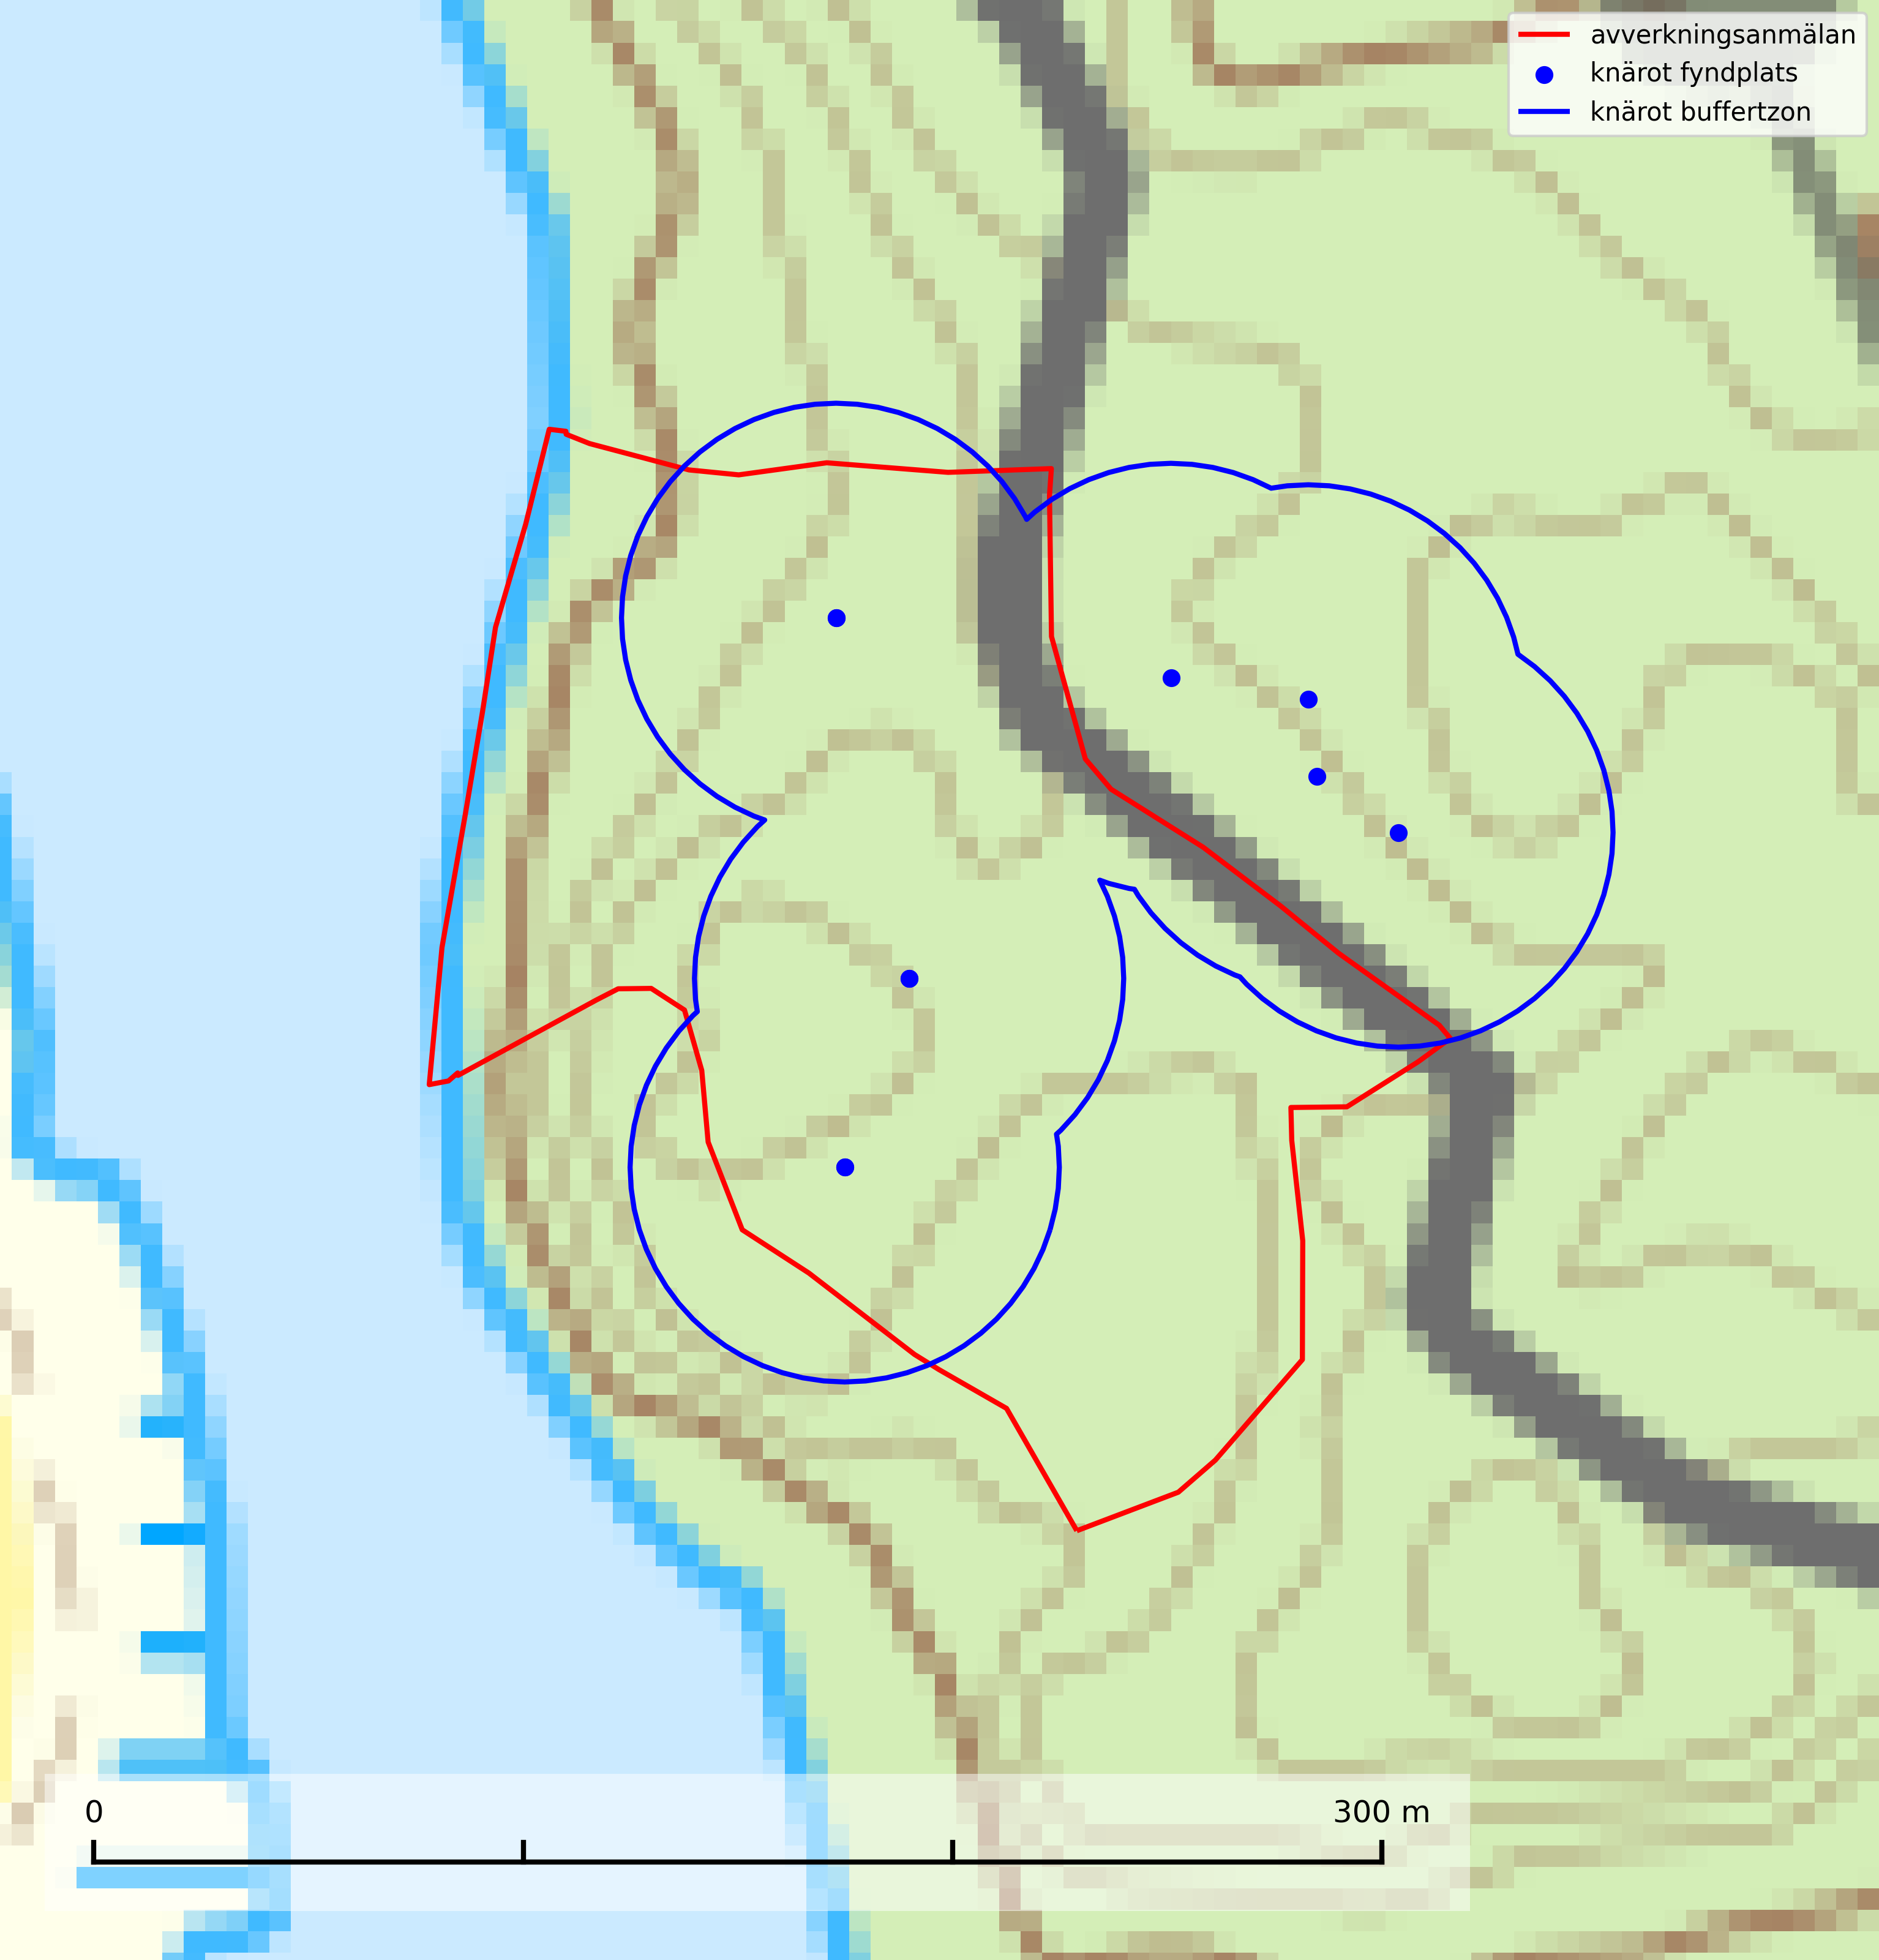 avverkningsanmälan
knärot fyndplats
knärot buffertzon
0 300 m